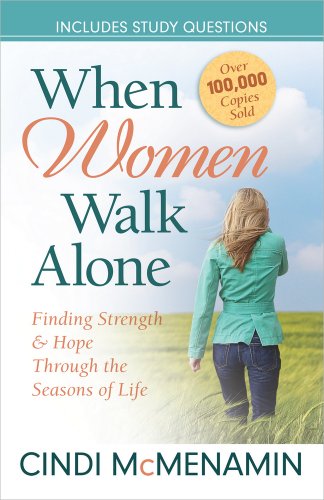 INCLUDES STUDY QUESTIONS
Over
100,000
Copies
Sold
When
Women
Walk
Alone
Finding Strength
& Hope
Through the
Seasons of Life
CINDI McMENAMIN